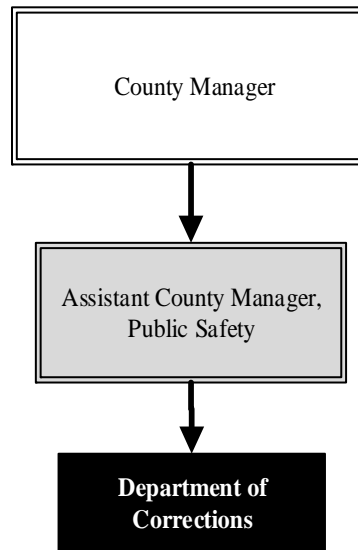 County Manager
Assistant County Manager,
Public Safety
Department of
Corrections